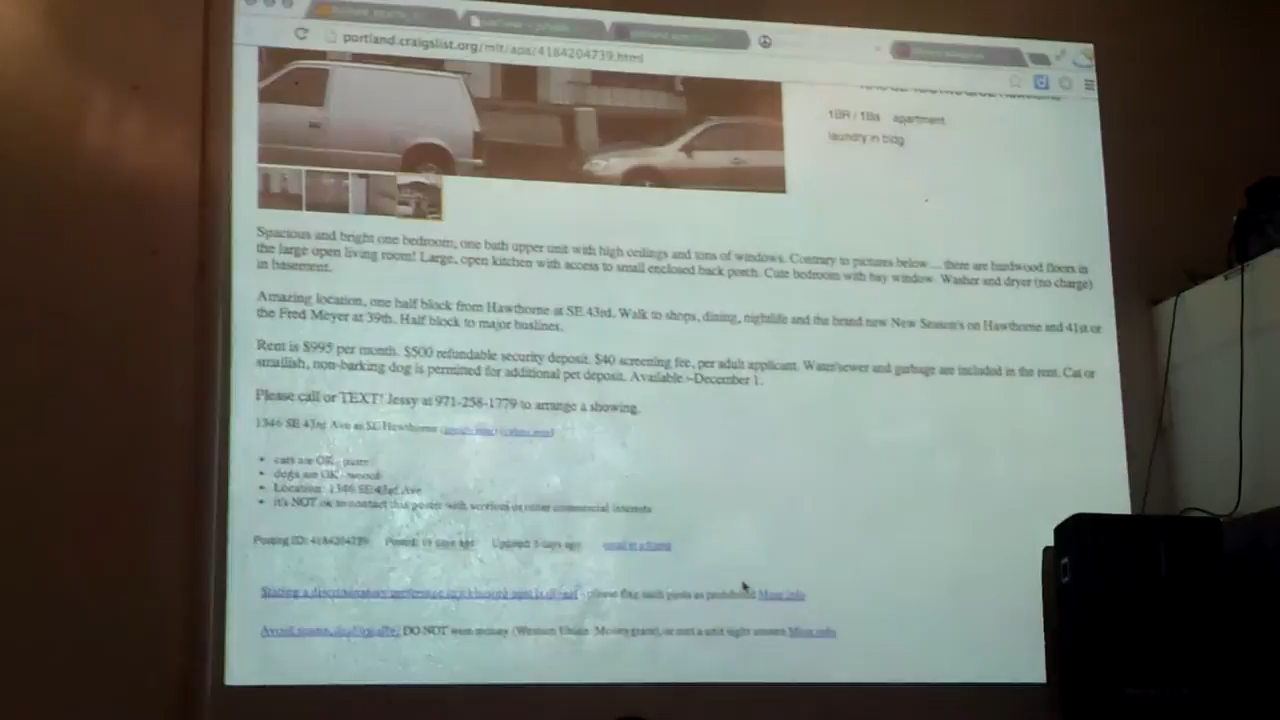 portland.craigslist.org/mlt/apa/4184204739.html
1BR / 1Ba apartment
laundry in bldg
Spacious and bright one bedroom, one bath upper unit with high ceilings and tons of windows. Contrary to pictures below... there are hardwood floors in
the large open living room! Large, open kitchen with access to small enclosed back porch. Cute bedroom with bay window. Washer and dryer (no charge)
in basement.
Amazing location, one half block from Hawthorne at SE 43rd. Walk to shops, dining, nightlife and the brand new New Season's on Hawthorne and 41st or
the Fred Meyer at 39th. Half block to major buslines.
Rent is $995 per month. $500 refundable security deposit. $40 screening fee, per adult applicant. Water/sewer and garbage are included in the rent. Cat or
smallish, non-barking dog is permitted for additional pet deposit. Available ~December 1.
Please call or TEXT! Jessy at 971-258-1779 to arrange a showing.
1346 SE 43rd Ave at SE Hawthorne (google map) (yahoo map)
• cats are OK - purrr
• dogs are OK - wooof
• Location: 1346 SE 43rd Ave
• it's NOT ok to contact this poster with services or other commercial interests
Posting ID: 4184204739 Posted: 19 days ago Updated: 5 days ago email to a friend
Stating a discriminatory preference in a housing post is illegal - please flag such posts as prohibited More info
Avoid scams, deal locally! DO NOT wire money (Western Union, Moneygram), or rent a unit sight unseen More info